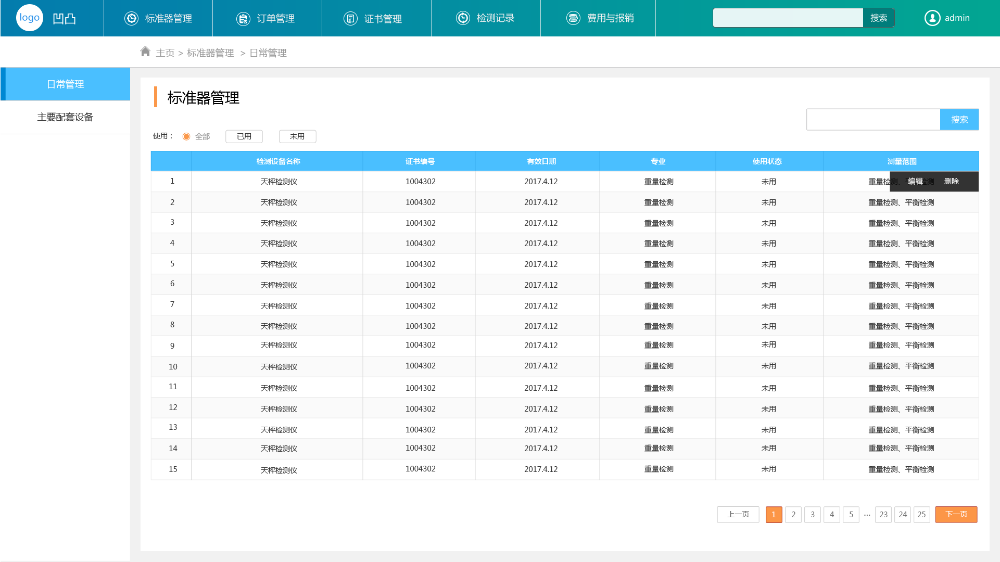 logo 凹凸 标准器管理 订单管理 证书管理 检测记录 费用与报销 搜索 admin
主页 > 标准器管理 > 日常管理
日常管理
主要配套设备
标准器管理
搜索
使用： 全部 已用 未用
检测设备名称 证书编号 有效日期 专业 使用状态 测量范围
1 天枰检测仪 1004302 2017.4.12 重量检测 未用 重量检测、 编辑 删除
2 天枰检测仪 1004302 2017.4.12 重量检测 未用 重量检测、平衡检测
3 天枰检测仪 1004302 2017.4.12 重量检测 未用 重量检测、平衡检测
4 天枰检测仪 1004302 2017.4.12 重量检测 未用 重量检测、平衡检测
5 天枰检测仪 1004302 2017.4.12 重量检测 未用 重量检测、平衡检测
6 天枰检测仪 1004302 2017.4.12 重量检测 未用 重量检测、平衡检测
7 天枰检测仪 1004302 2017.4.12 重量检测 未用 重量检测、平衡检测
8 天枰检测仪 1004302 2017.4.12 重量检测 未用 重量检测、平衡检测
9 天枰检测仪 1004302 2017.4.12 重量检测 未用 重量检测、平衡检测
10 天枰检测仪 1004302 2017.4.12 重量检测 未用 重量检测、平衡检测
11 天枰检测仪 1004302 2017.4.12 重量检测 未用 重量检测、平衡检测
12 天枰检测仪 1004302 2017.4.12 重量检测 未用 重量检测、平衡检测
13 天枰检测仪 1004302 2017.4.12 重量检测 未用 重量检测、平衡检测
14 天枰检测仪 1004302 2017.4.12 重量检测 未用 重量检测、平衡检测
15 天枰检测仪 1004302 2017.4.12 重量检测 未用 重量检测、平衡检测
上一页 1 2 3 4 5 ··· 23 24 25 下一页